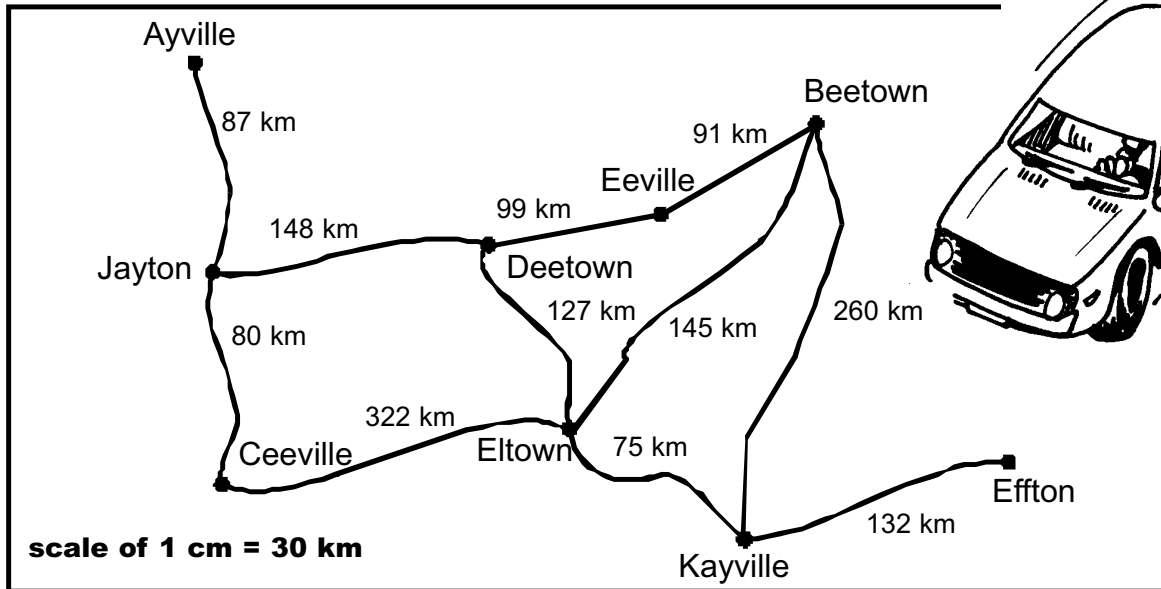 Ayville
87 km
Beetown
91 km
Eeville
99 km
148 km
Jayton
Deetown
127 km
145 km
260 km
80 km
322 km
Ceeville
Eltown
75 km
Effton
132 km
scale of 1 cm = 30 km
Kayville